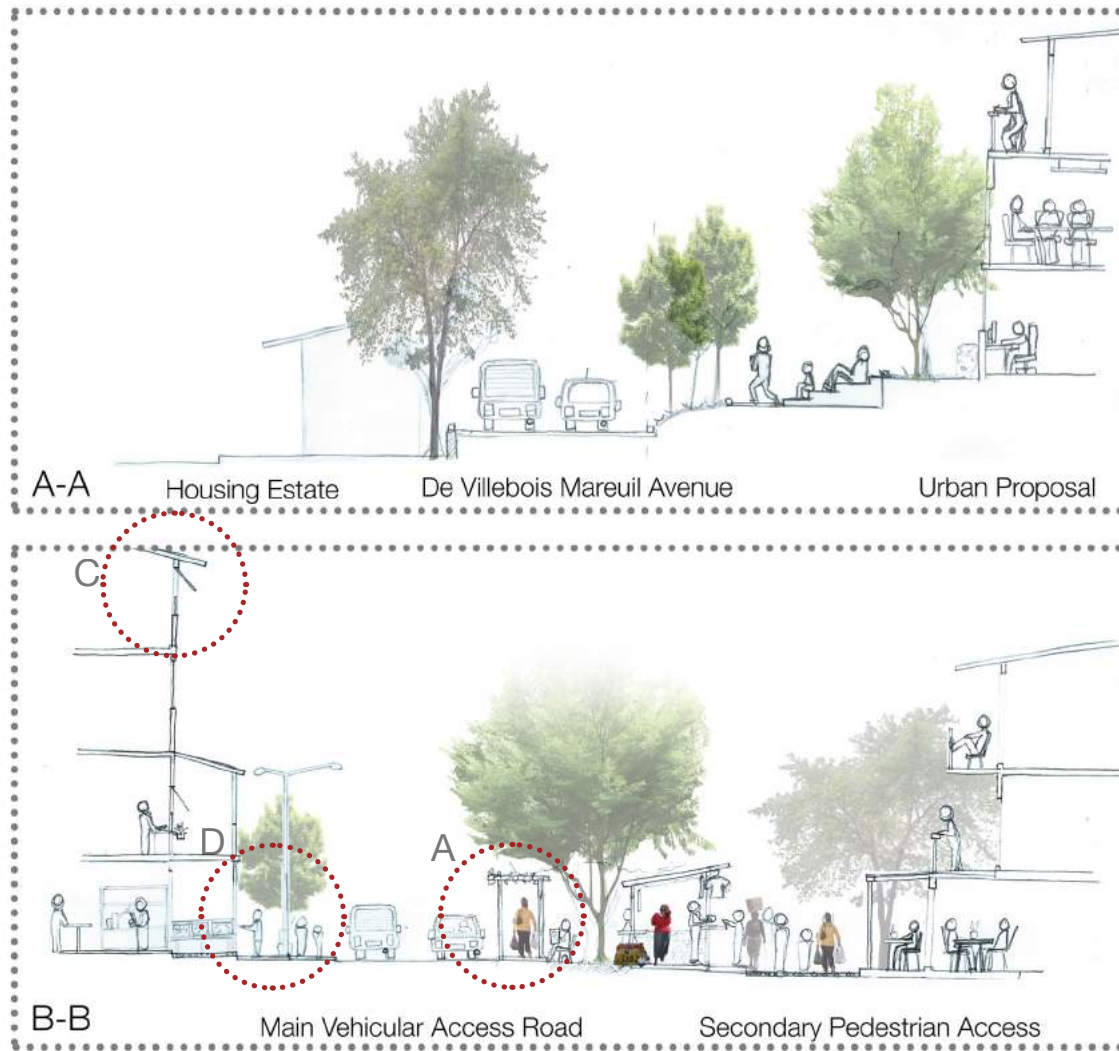 A-A
Housing Estate
De Villebois Mareuil Avenue
Urban Proposal
C
D
A
B-B
Main Vehicular Access Road
Secondary Pedestrian Access